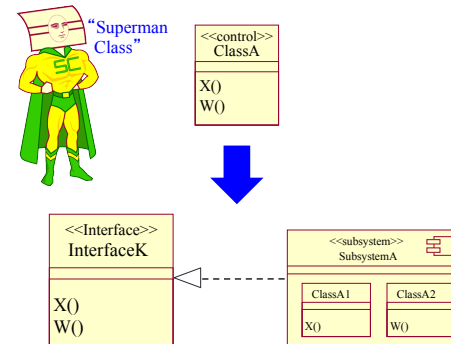 “Superman
Class”
SC
<<control>>
ClassA
X()
W()
<<Interface>>
InterfaceK
X()
W()
<<subsystem>>
SubsystemA
ClassA1
X()
ClassA2
W()